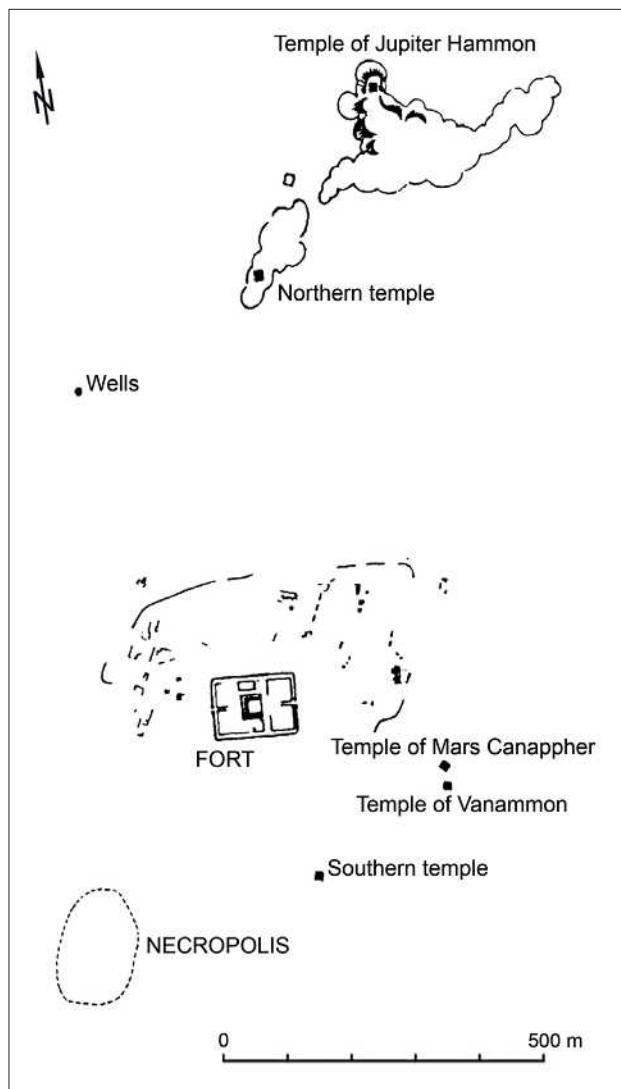 Temple of Jupiter Hammon
N
Northern temple
Wells
Temple of Mars Canappher
FORT
Temple of Vanammon
Southern temple
NECROPOLIS
0 500 m